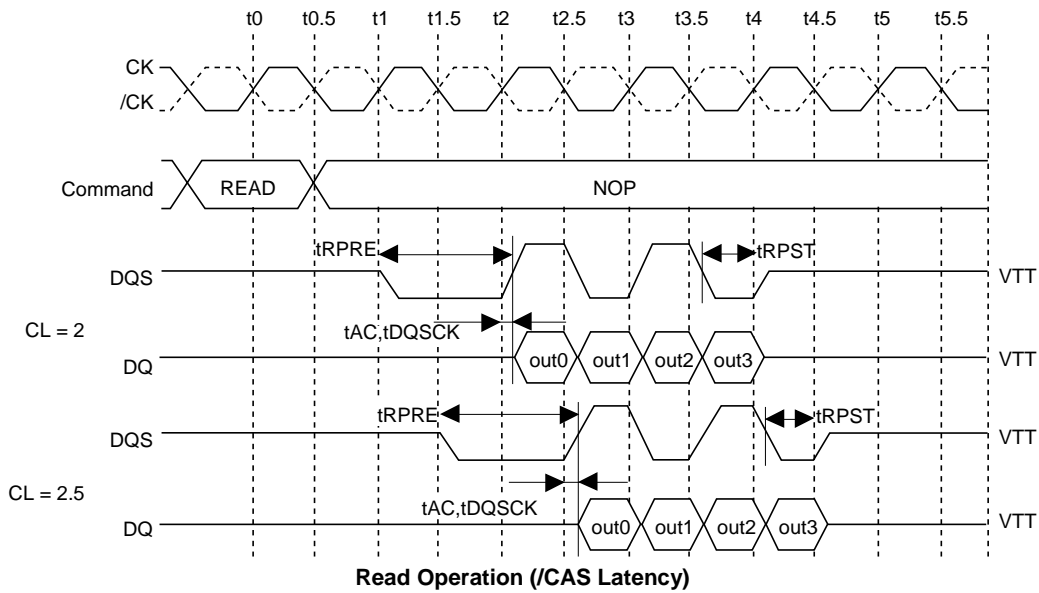 t0 t0.5 t1 t1.5 t2 t2.5 t3 t3.5 t4 t4.5 t5 t5.5
CK
/CK
Command READ NOP
tRPRE tRPST
DQS VTT
CL = 2
tAC,tDQSCK
DQ out0 out1 out2 out3 VTT
tRPRE tRPST
DQS VTT
CL = 2.5
tAC,tDQSCK
DQ out0 out1 out2 out3 VTT
Read Operation (/CAS Latency)